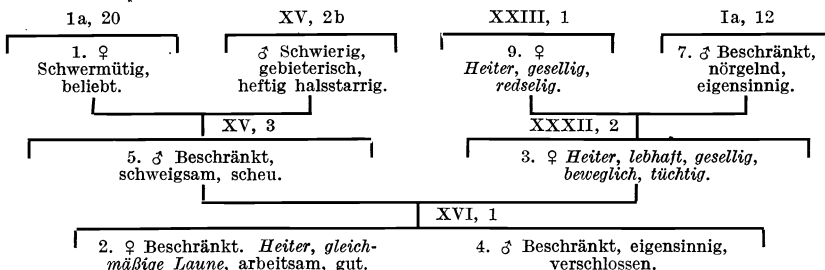 1a, 20 XV, 2b XXIII, 1 Ia, 12
1. ♀
Schwermütig,
beliebt.
♂ Schwierig,
gebieterisch,
heftig halsstarrig.
9. ♀
Heiter, gesellig,
redselig.
7. ♂ Beschränkt,
nörgelnd,
eigensinnig.
XV, 3 XXXII, 2
5. ♂ Beschränkt,
schweigsam, scheu.
3. ♀ Heiter, lebhaft, gesellig,
beweglich, tüchtig.
XVI, 1
2. ♀ Beschränkt. Heiter, gleich-
mäßige Laune, arbeitsam, gut.
4. ♂ Beschränkt, eigensinnig,
verschlossen.